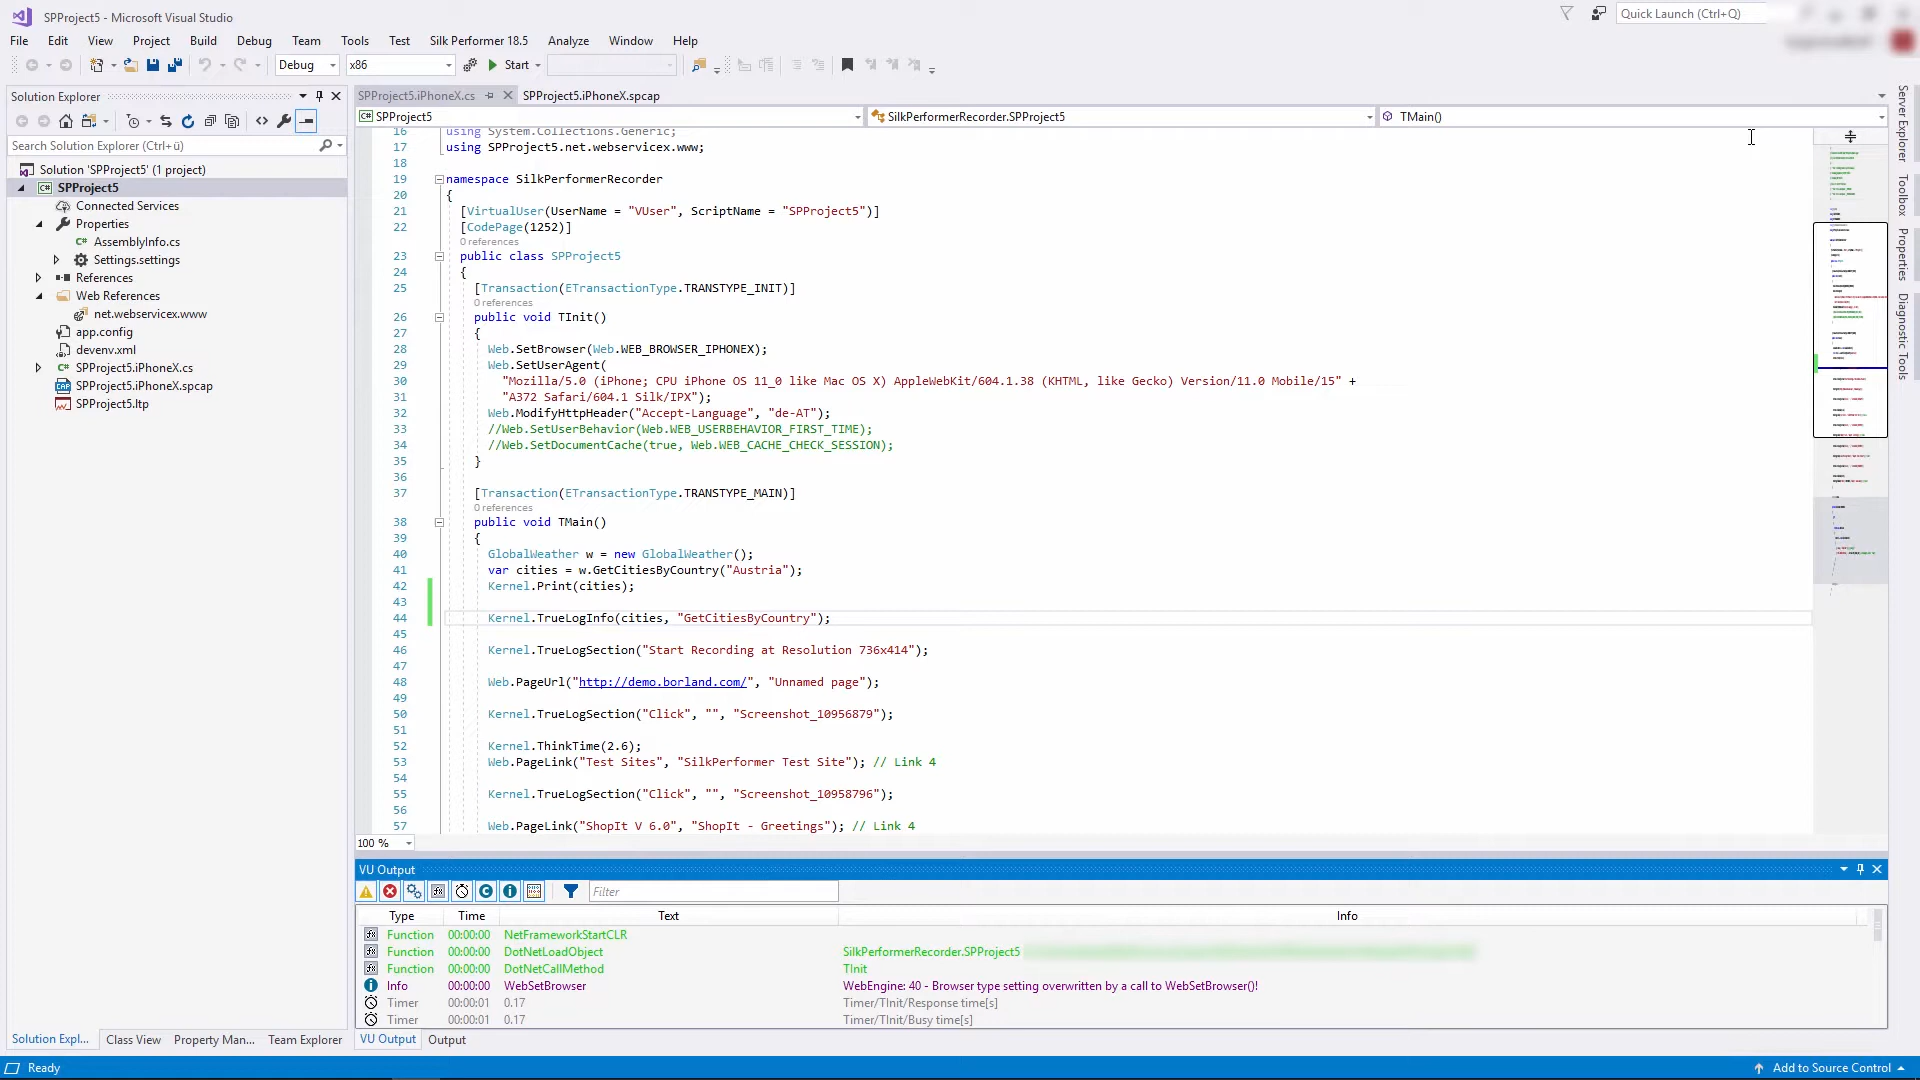 SPProject5 - Microsoft Visual Studio
Quick Launch (Ctrl+Q)
File Edit View Project Build Debug Team Tools Test Silk Performer 18.5 Analyze Window Help
Debug x86 Start
Solution Explorer
Search Solution Explorer (Ctrl+ü)
Solution 'SPProject5' (1 project)
SPProject5
Connected Services
Properties
AssemblyInfo.cs
Settings.settings
References
Web References
net.webservicex.www
app.config
devenv.xml
SPProject5.iPhoneX.cs
SPProject5.iPhoneX.spcap
SPProject5.ltp
Solution Expl... Class View Property Man... Team Explorer
SPProject5.iPhoneX.cs SPProject5.iPhoneX.spcap
SPProject5 SilkPerformerRecorder.SPProject5 TMain()
16 using System.Collections.Generic;
17 using SPProject5.net.webservicex.www;
18
19 namespace SilkPerformerRecorder
20 {
21 [VirtualUser(UserName = "VUser", ScriptName = "SPProject5")]
22 [CodePage(1252)]
0 references
23 public class SPProject5
24 {
25 [Transaction(ETransactionType.TRANSTYPE_INIT)]
0 references
26 public void TInit()
27 {
28 Web.SetBrowser(Web.WEB_BROWSER_IPHONEX);
29 Web.SetUserAgent(
30 "Mozilla/5.0 (iPhone; CPU iPhone OS 11_0 like Mac OS X) AppleWebKit/604.1.38 (KHTML, like Gecko) Version/11.0 Mobile/15" +
31 "A372 Safari/604.1 Silk/IPX");
32 Web.ModifyHttpHeader("Accept-Language", "de-AT");
33 //Web.SetUserBehavior(Web.WEB_USERBEHAVIOR_FIRST_TIME);
34 //Web.SetDocumentCache(true, Web.WEB_CACHE_CHECK_SESSION);
35 }
36
37 [Transaction(ETransactionType.TRANSTYPE_MAIN)]
0 references
38 public void TMain()
39 {
40 GlobalWeather w = new GlobalWeather();
41 var cities = w.GetCitiesByCountry("Austria");
42 Kernel.Print(cities);
43
44 Kernel.TrueLogInfo(cities, "GetCitiesByCountry");
45
46 Kernel.TrueLogSection("Start Recording at Resolution 736x414");
47
48 Web.PageUrl("http://demo.borland.com/", "Unnamed page");
49
50 Kernel.TrueLogSection("Click", "", "Screenshot_10956879");
51
52 Kernel.ThinkTime(2.6);
53 Web.PageLink("Test Sites", "SilkPerformer Test Site"); // Link 4
54
55 Kernel.TrueLogSection("Click", "", "Screenshot_10958796");
56
57 Web.PageLink("ShopIt V 6.0", "ShopIt - Greetings"); // Link 4
100 %
Server Explorer
Toolbox
Properties
Diagnostic Tools
VU Output
Filter
Type Time Text Info
Function 00:00:00 NetFrameworkStartCLR
Function 00:00:00 DotNetLoadObject SilkPerformerRecorder.SPProject5
Function 00:00:00 DotNetCallMethod TInit
Info 00:00:00 WebSetBrowser WebEngine: 40 - Browser type setting overwritten by a call to WebSetBrowser()!
Timer 00:00:01 0.17 Timer/TInit/Response time[s]
Timer 00:00:01 0.17 Timer/TInit/Busy time[s]
VU Output Output
Ready
Add to Source Control